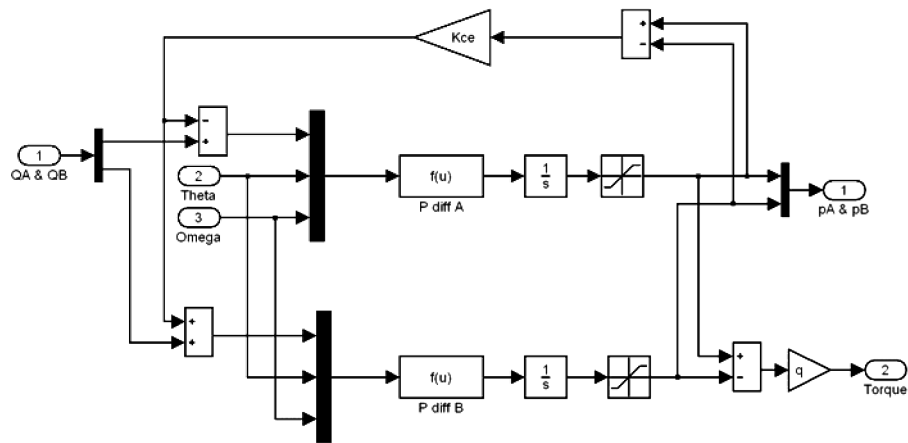 Kce
+
−
−
+
1
QA & QB
2
Theta
3
Omega
f(u)
P diff A
1
s
1
pA & pB
+
+
f(u)
P diff B
1
s
+
−
q
2
Torque